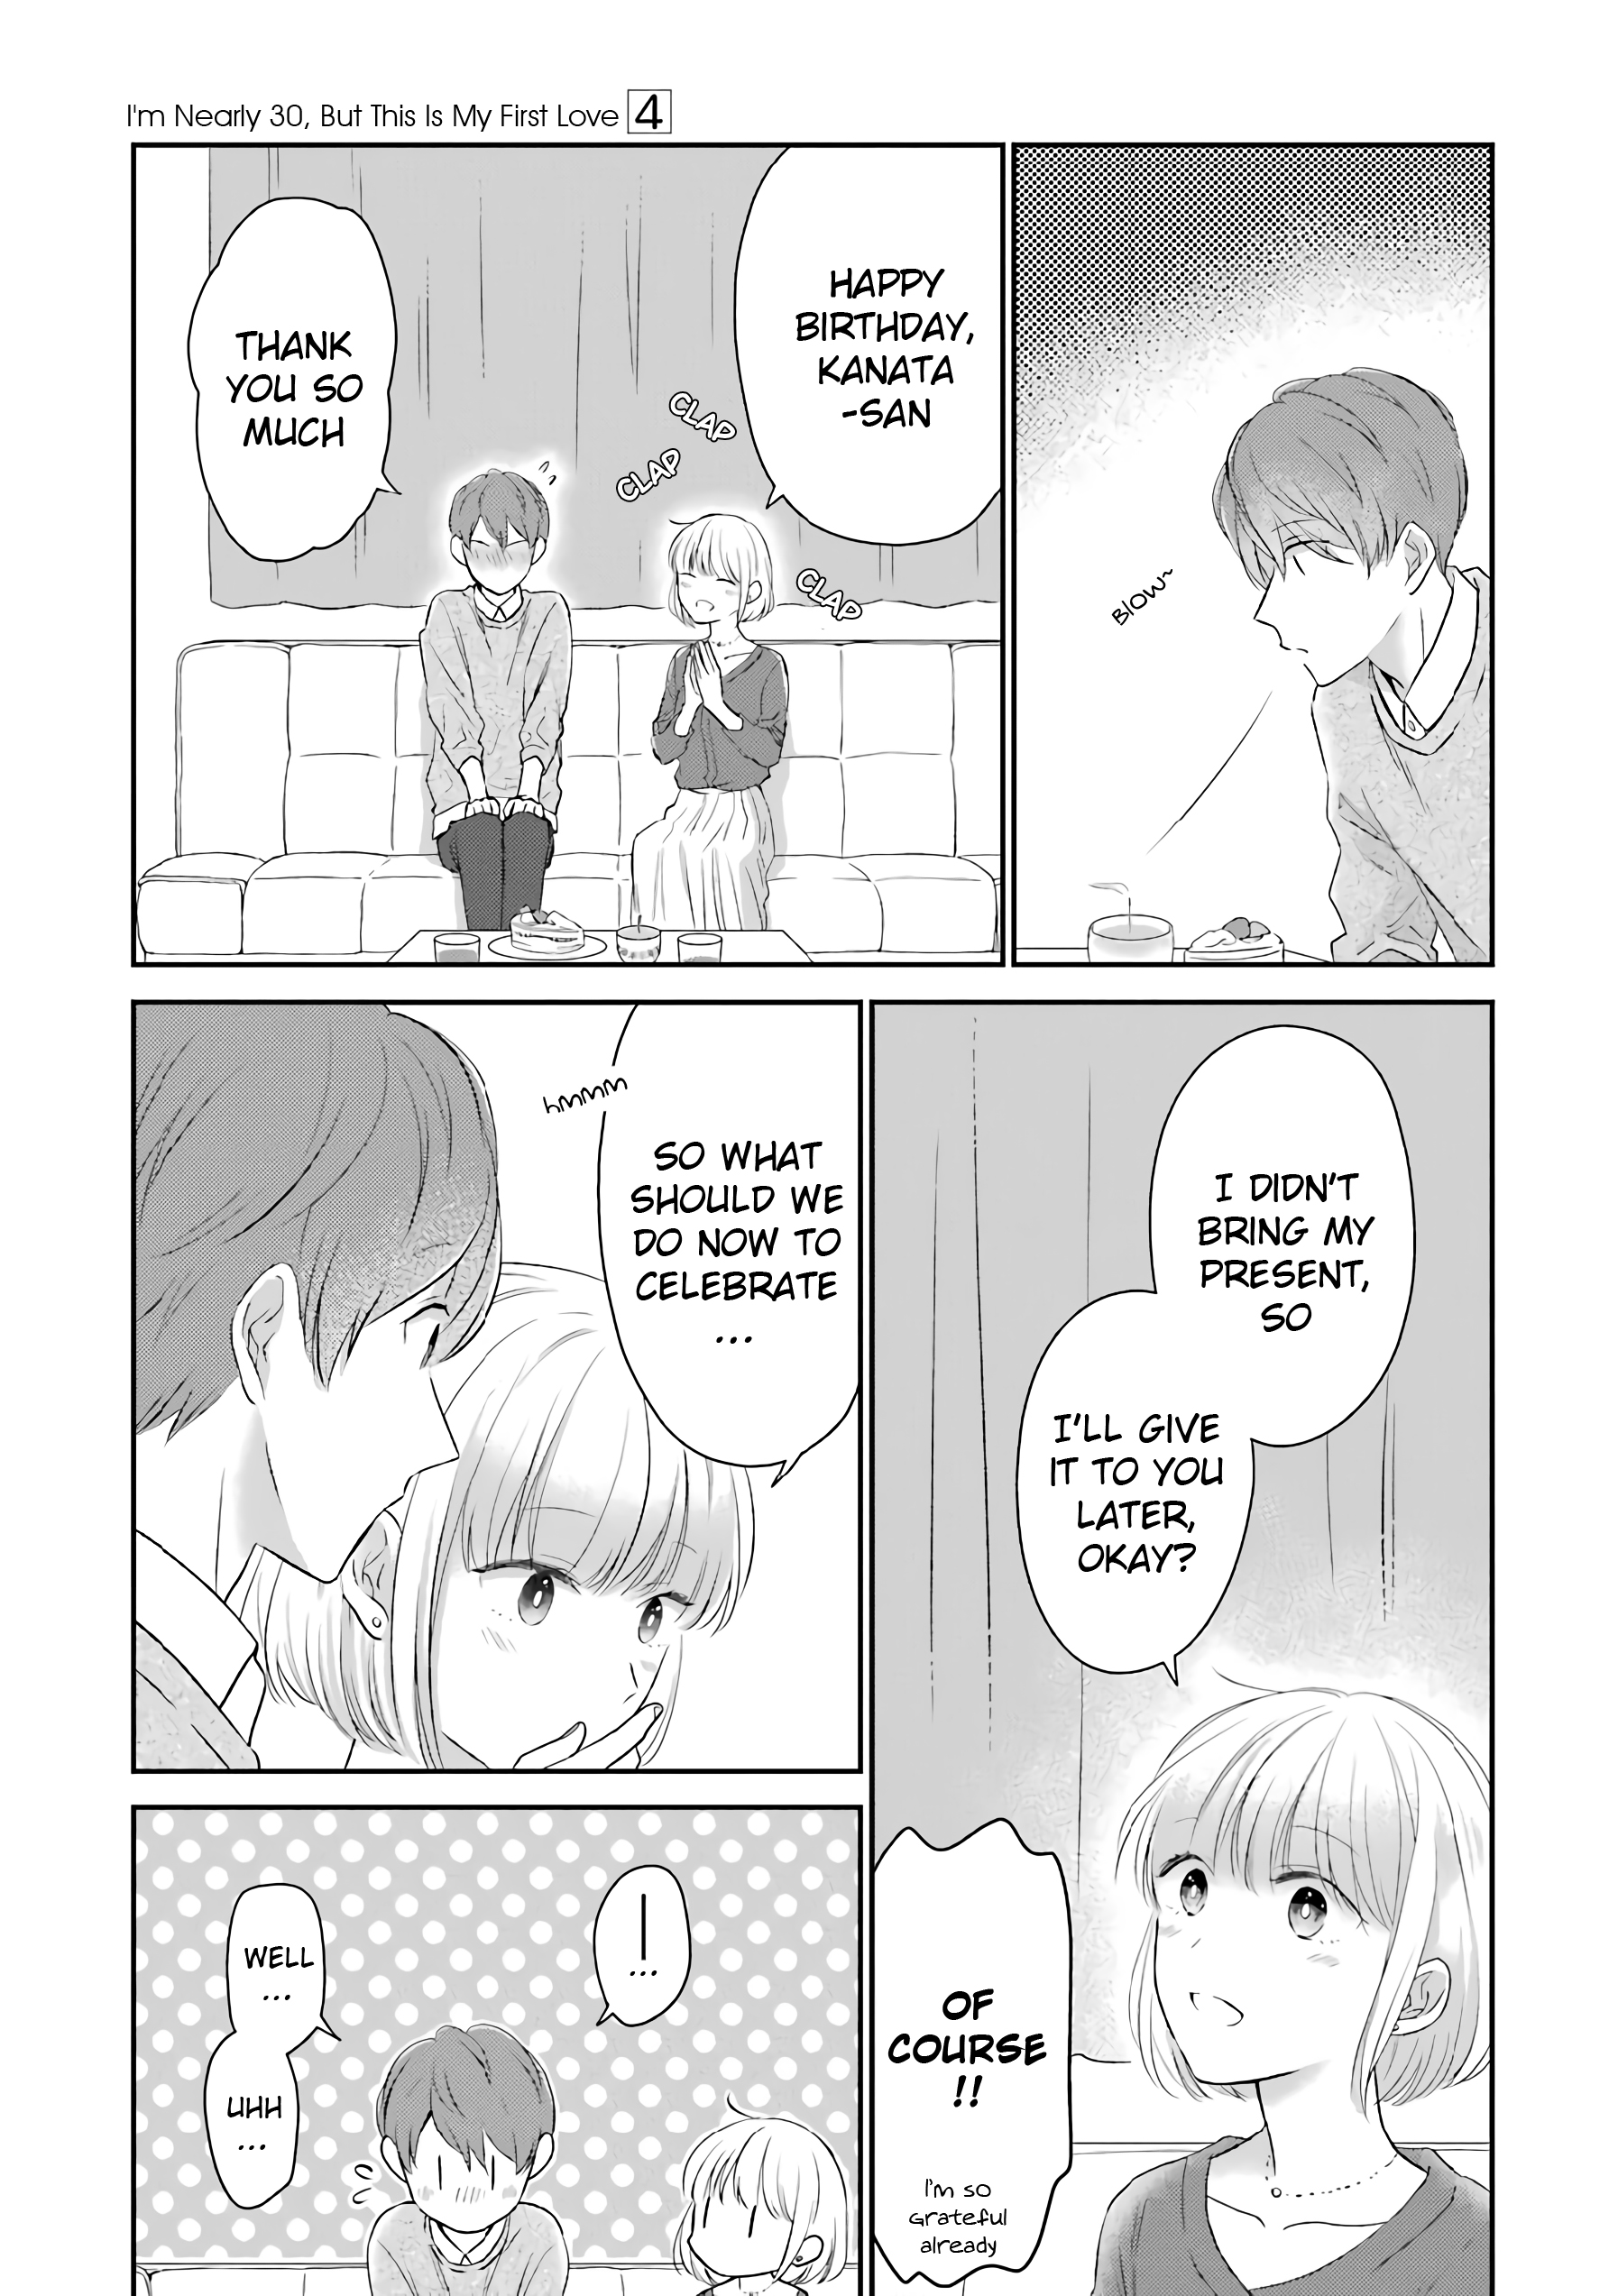 I'm Nearly 30, But This Is My First Love 4
Blow~
HAPPY
BIRTHDAY,
KANATA
-SAN
CLAP
CLAP
CLAP
THANK
YOU SO
MUCH
I DIDN'T
BRING MY
PRESENT,
SO
I'LL GIVE
IT TO YOU
LATER,
OKAY?
OF
COURSE
!!
I'm so
grateful
already
hmmm
SO WHAT
SHOULD WE
DO NOW TO
CELEBRATE
...
|
...
WELL
...
UHH
...